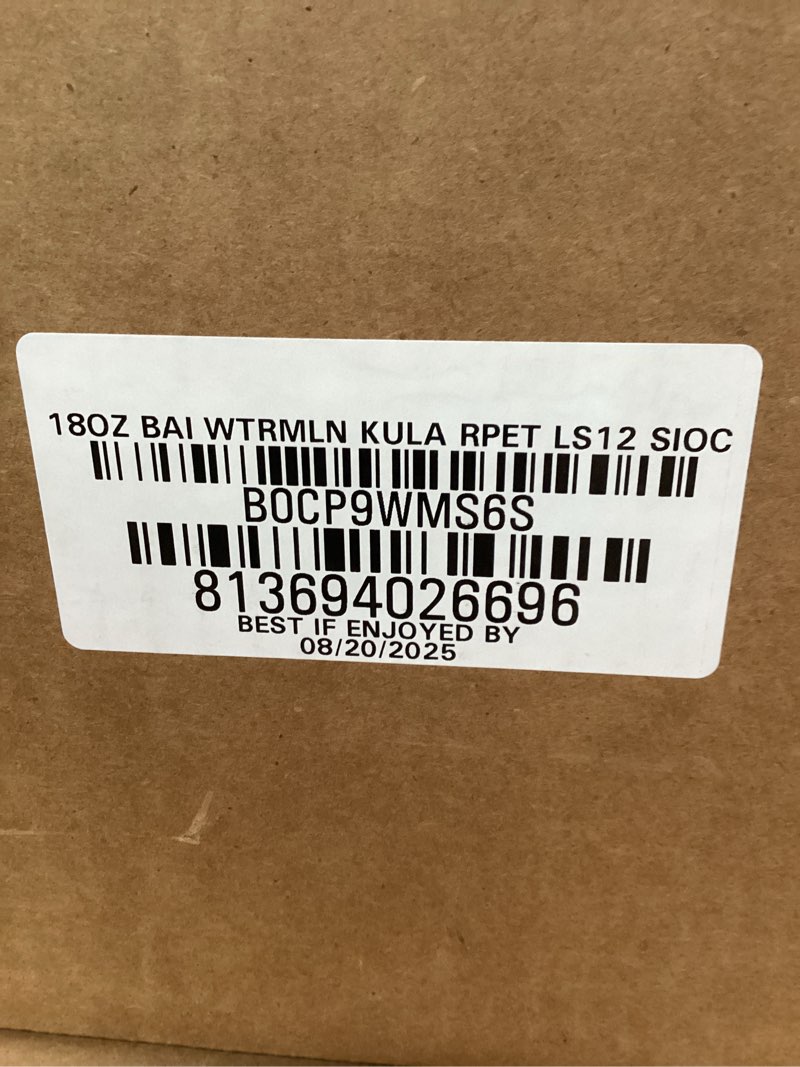 18OZ BAI WTRMLN KULA RPET LS12 SIOC
B0CP9WMS6S
813694026696
BEST IF ENJOYED BY
08/20/2025